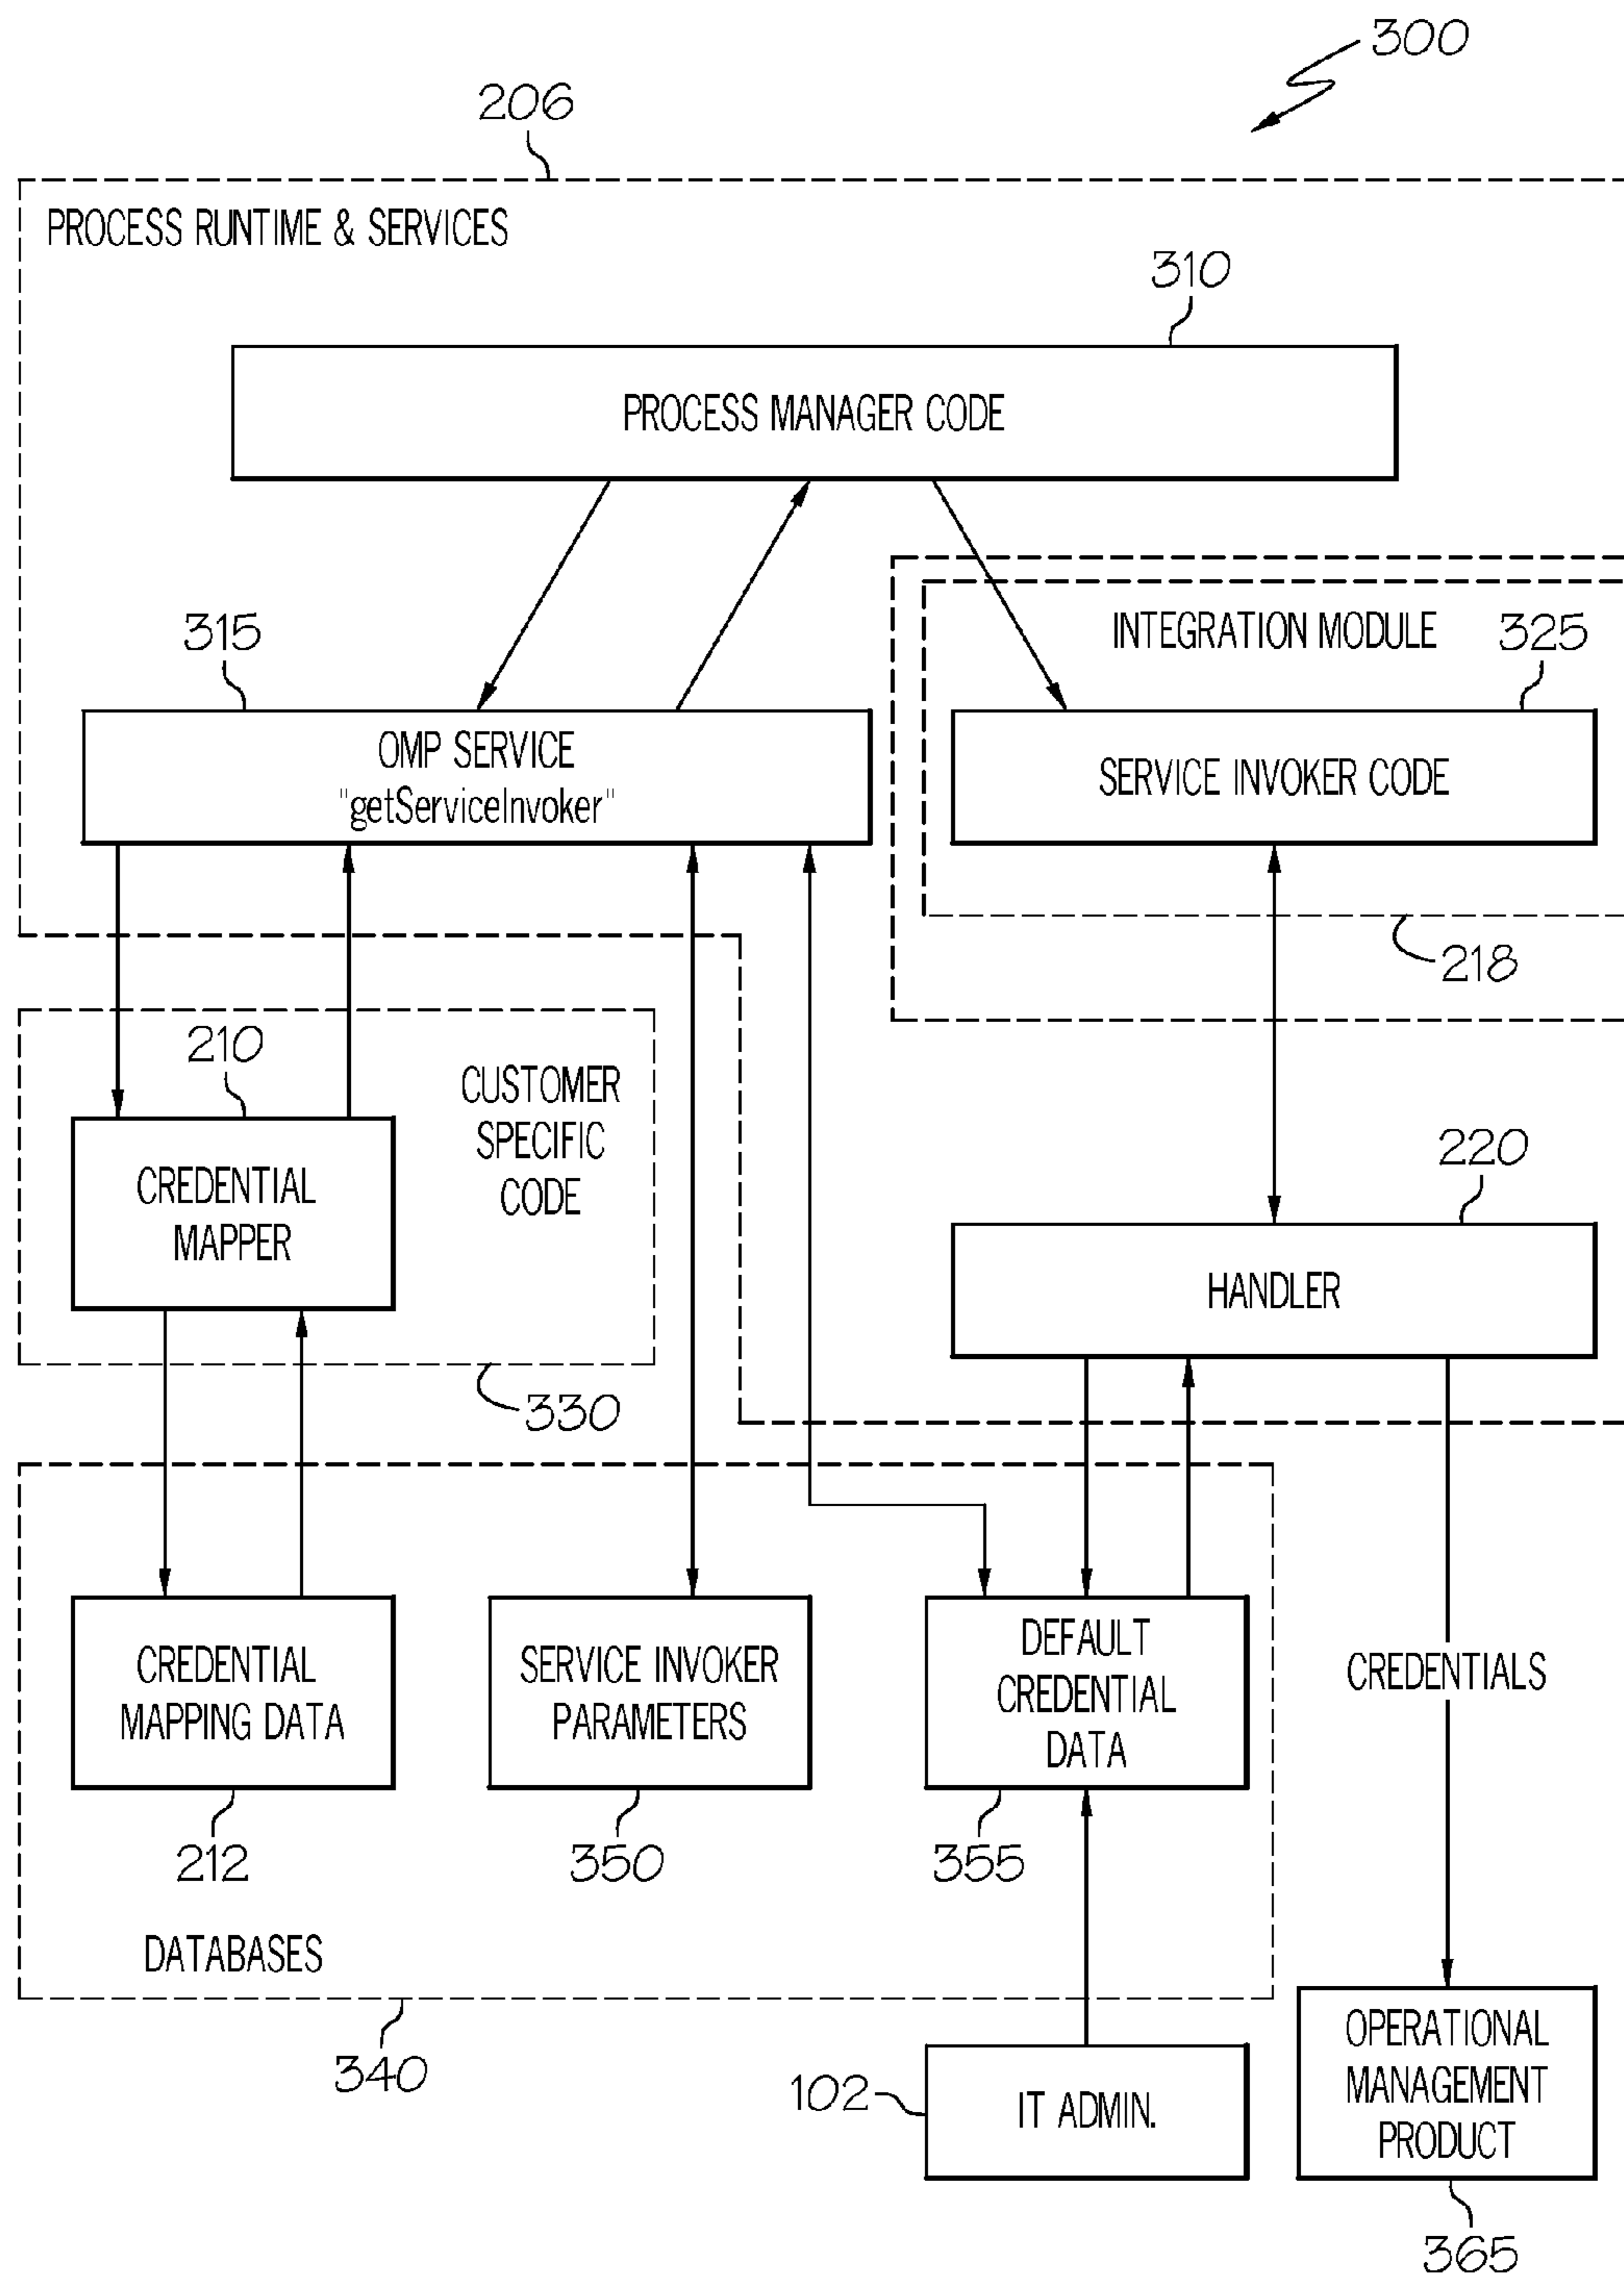 300
206
PROCESS RUNTIME & SERVICES
310
PROCESS MANAGER CODE
INTEGRATION MODULE
325
315
OMP SERVICE
"getServiceInvoker"
SERVICE INVOKER CODE
218
210
CUSTOMER
SPECIFIC
CODE
CREDENTIAL
MAPPER
220
HANDLER
330
CREDENTIAL
MAPPING DATA
SERVICE INVOKER
PARAMETERS
DEFAULT
CREDENTIAL
DATA
CREDENTIALS
212
350
355
DATABASES
340
102
IT ADMIN.
OPERATIONAL
MANAGEMENT
PRODUCT
365